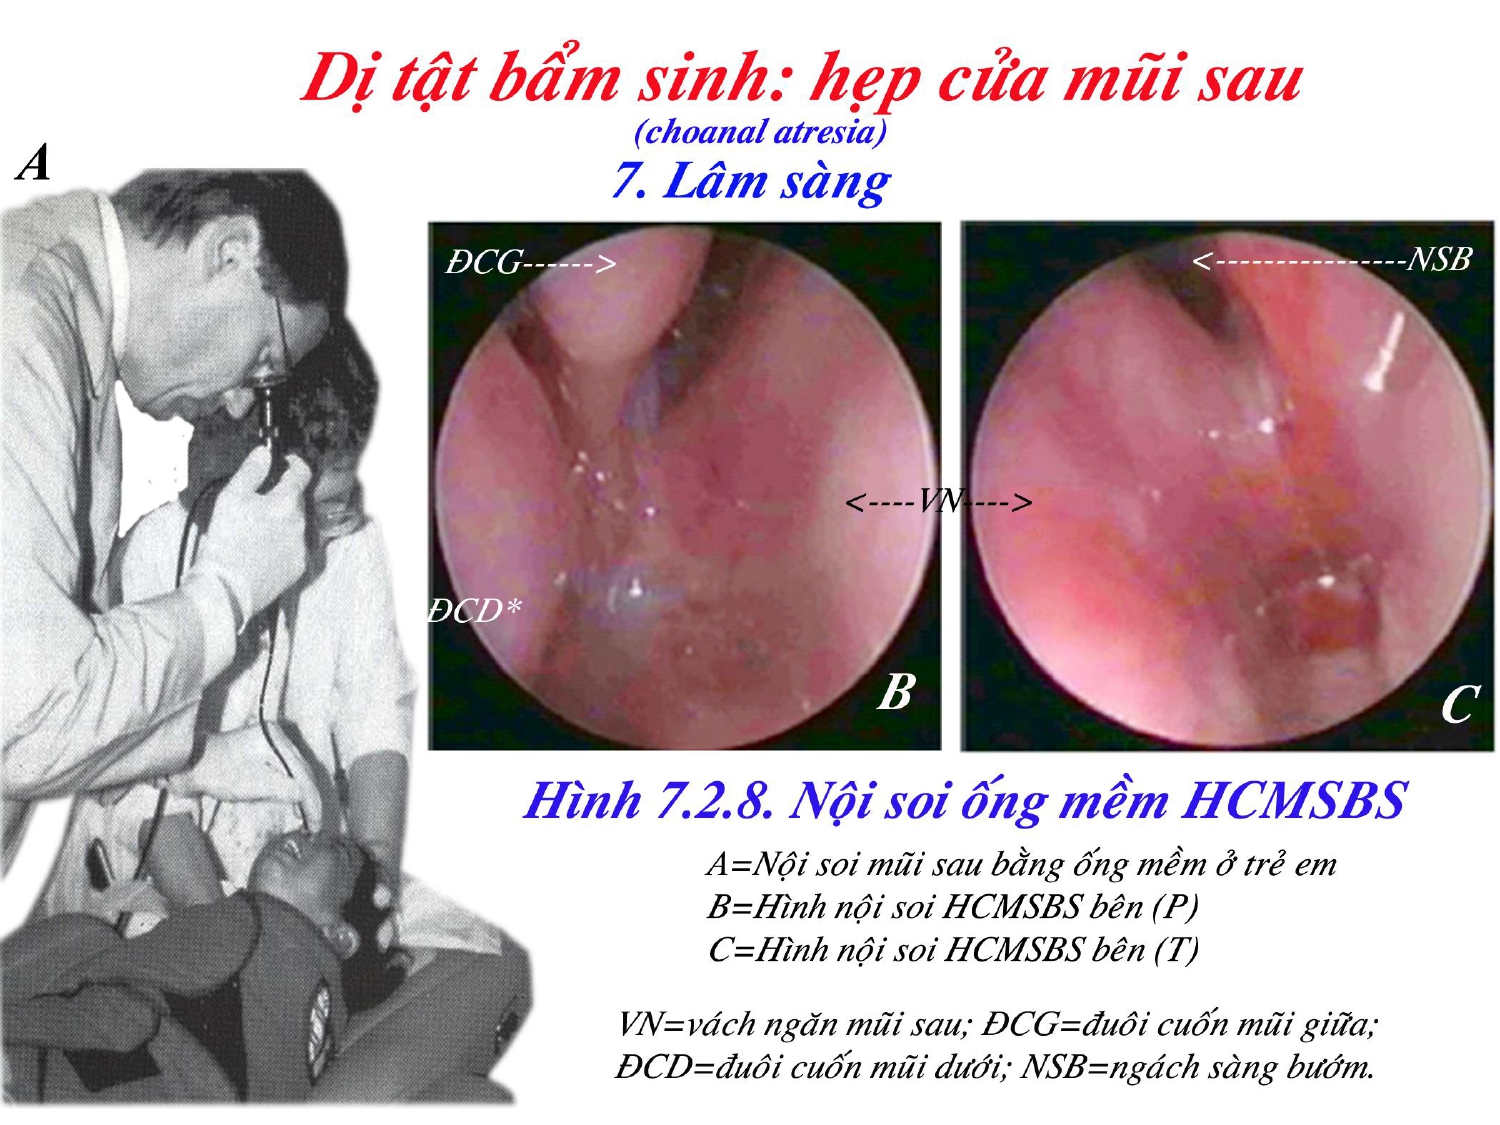 Dị tật bẩm sinh: hẹp cửa mũi sau
(choanal atresia)
7. Lâm sàng
A
ĐCG------>
<----------------NSB
<----VN---->
ĐCD*
B
C
Hình 7.2.8. Nội soi ống mềm HCMSBS
A=Nội soi mũi sau bằng ống mềm ở trẻ em
B=Hình nội soi HCMSBS bên (P)
C=Hình nội soi HCMSBS bên (T)
VN=vách ngăn mũi sau; ĐCG=đuôi cuốn mũi giữa;
ĐCD=đuôi cuốn mũi dưới; NSB=ngách sàng bướm.